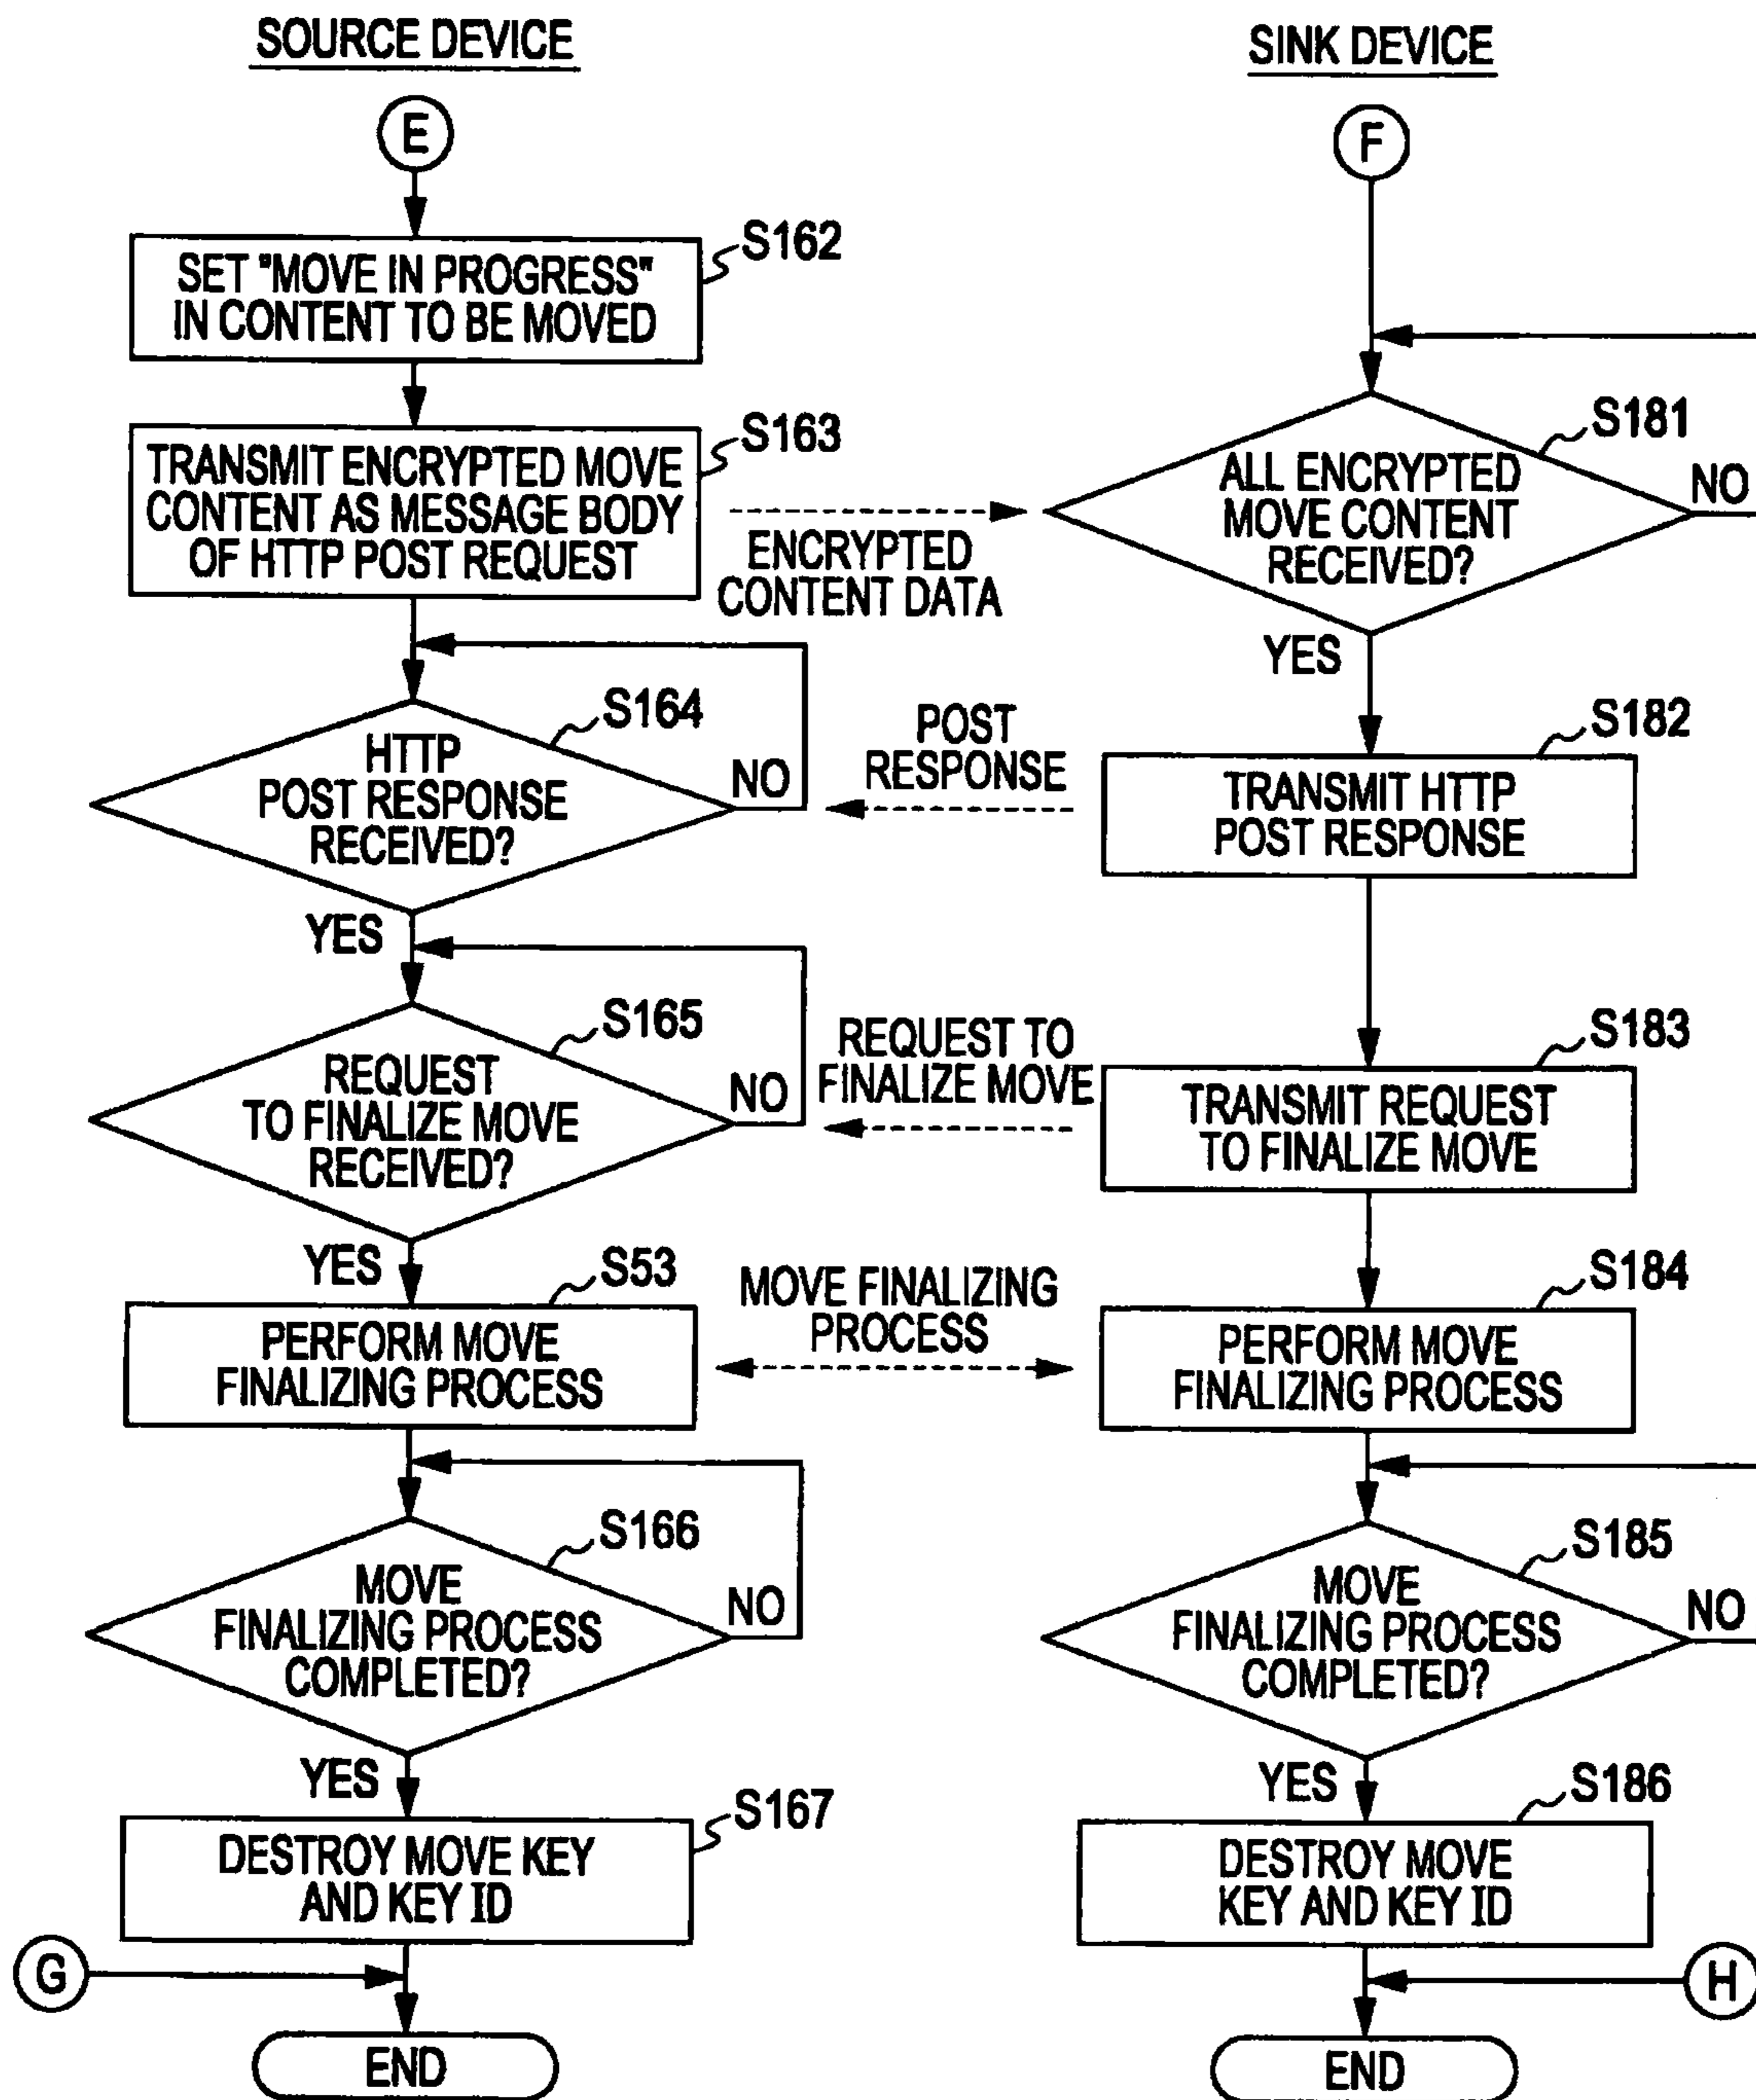 SOURCE DEVICE
E
S162
SET "MOVE IN PROGRESS"
IN CONTENT TO BE MOVED
S163
TRANSMIT ENCRYPTED MOVE
CONTENT AS MESSAGE BODY
OF HTTP POST REQUEST
ENCRYPTED
CONTENT DATA
S164
HTTP
POST RESPONSE
RECEIVED?
NO
YES
POST
RESPONSE
S165
REQUEST
TO FINALIZE MOVE
RECEIVED?
NO
YES
REQUEST TO
FINALIZE MOVE
S53
PERFORM MOVE
FINALIZING PROCESS
MOVE FINALIZING
PROCESS
S166
MOVE
FINALIZING PROCESS
COMPLETED?
NO
YES
S167
DESTROY MOVE KEY
AND KEY ID
G
END
SINK DEVICE
F
S181
ALL ENCRYPTED
MOVE CONTENT
RECEIVED?
NO
YES
S182
TRANSMIT HTTP
POST RESPONSE
S183
TRANSMIT REQUEST
TO FINALIZE MOVE
S184
PERFORM MOVE
FINALIZING PROCESS
S185
MOVE
FINALIZING PROCESS
COMPLETED?
NO
YES
S186
DESTROY MOVE
KEY AND KEY ID
H
END